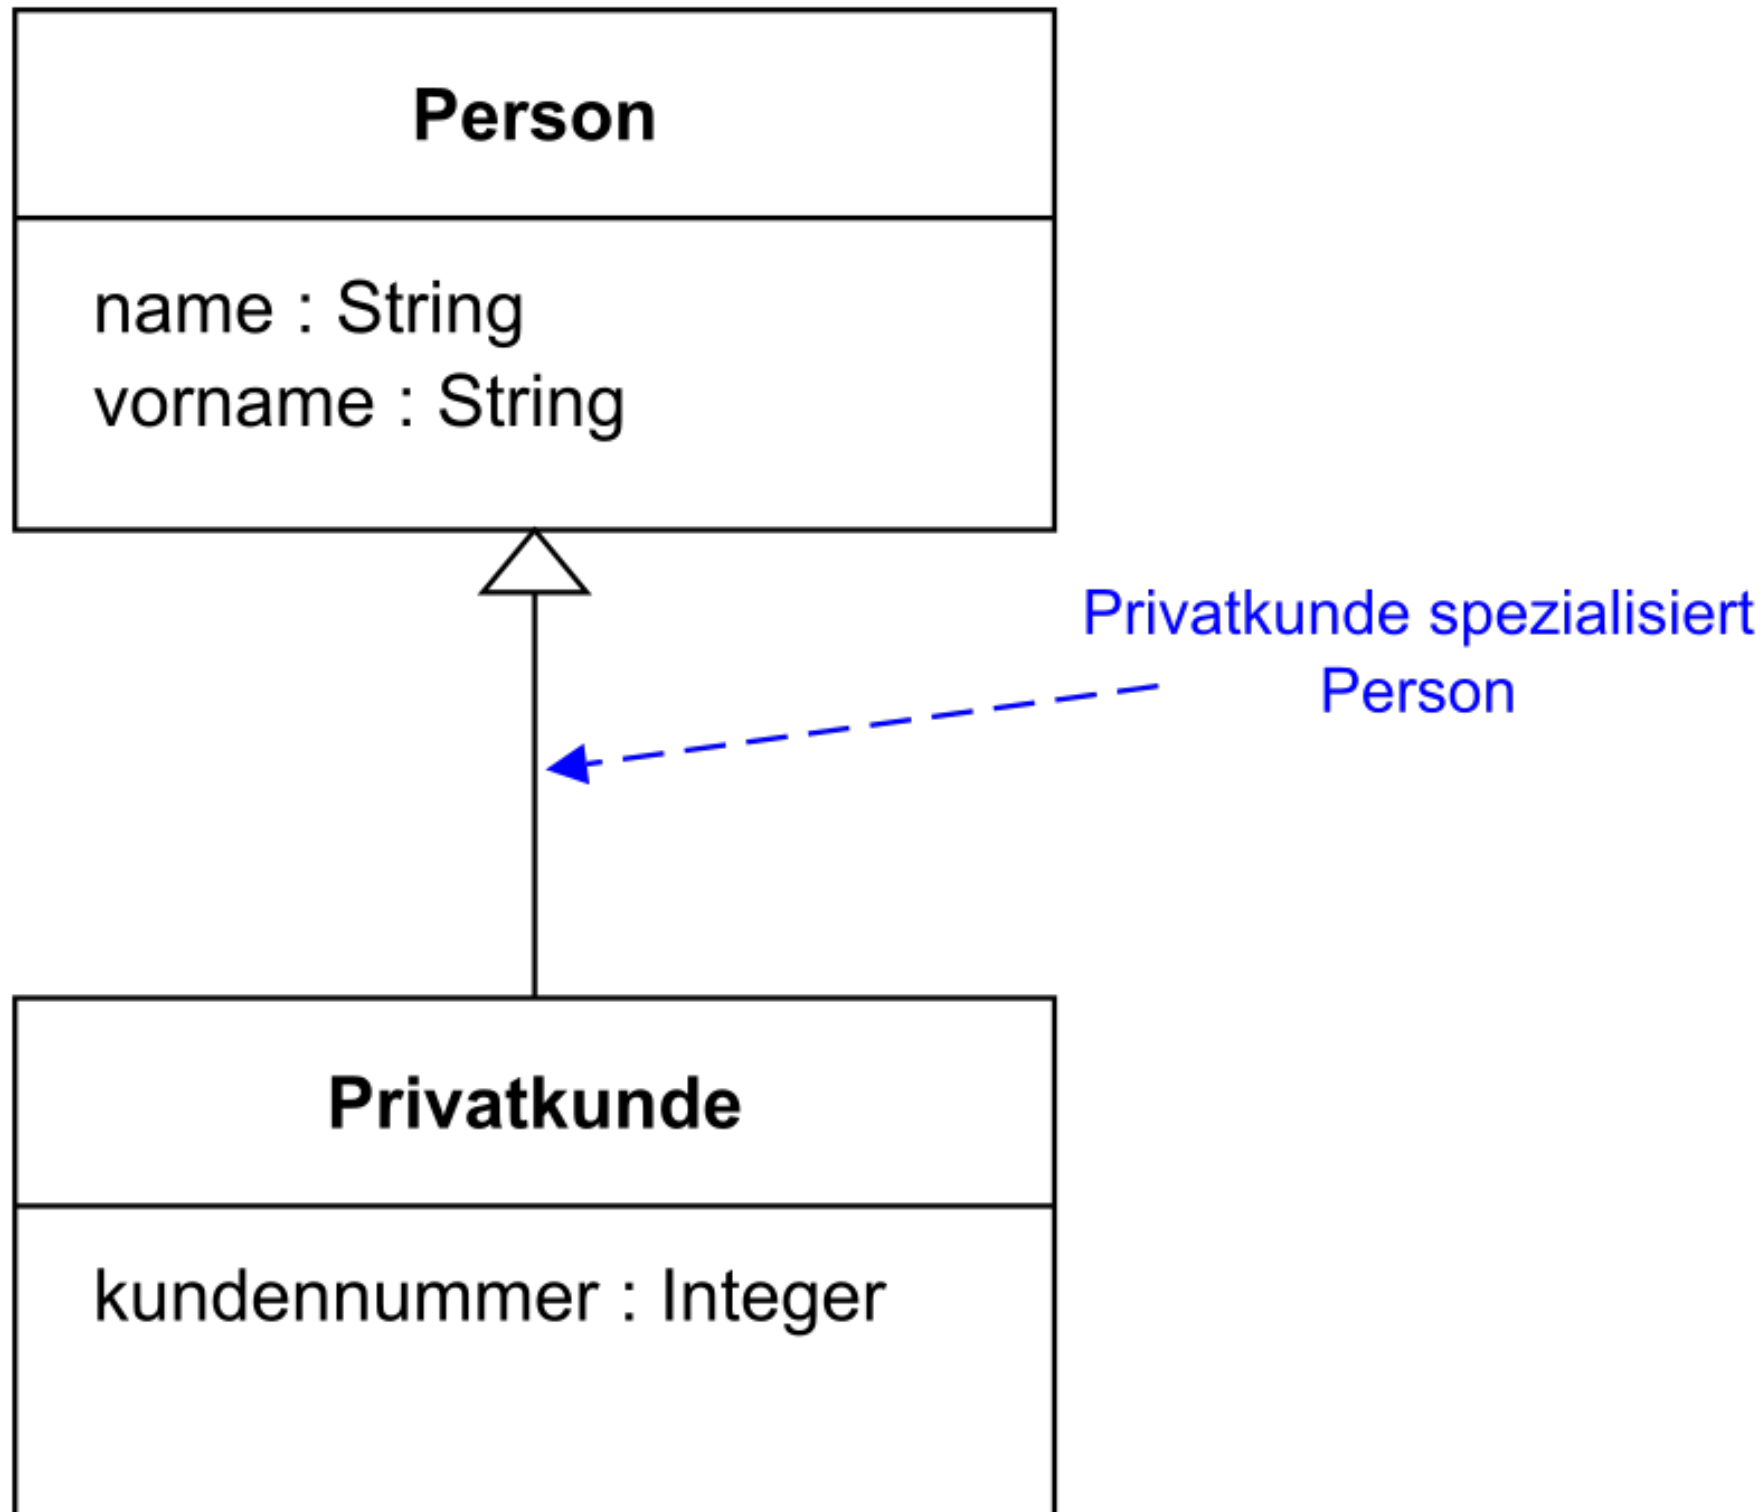 Person
name : String
vorname : String
Privatkunde spezialisiert
Person
Privatkunde
kundennummer : Integer